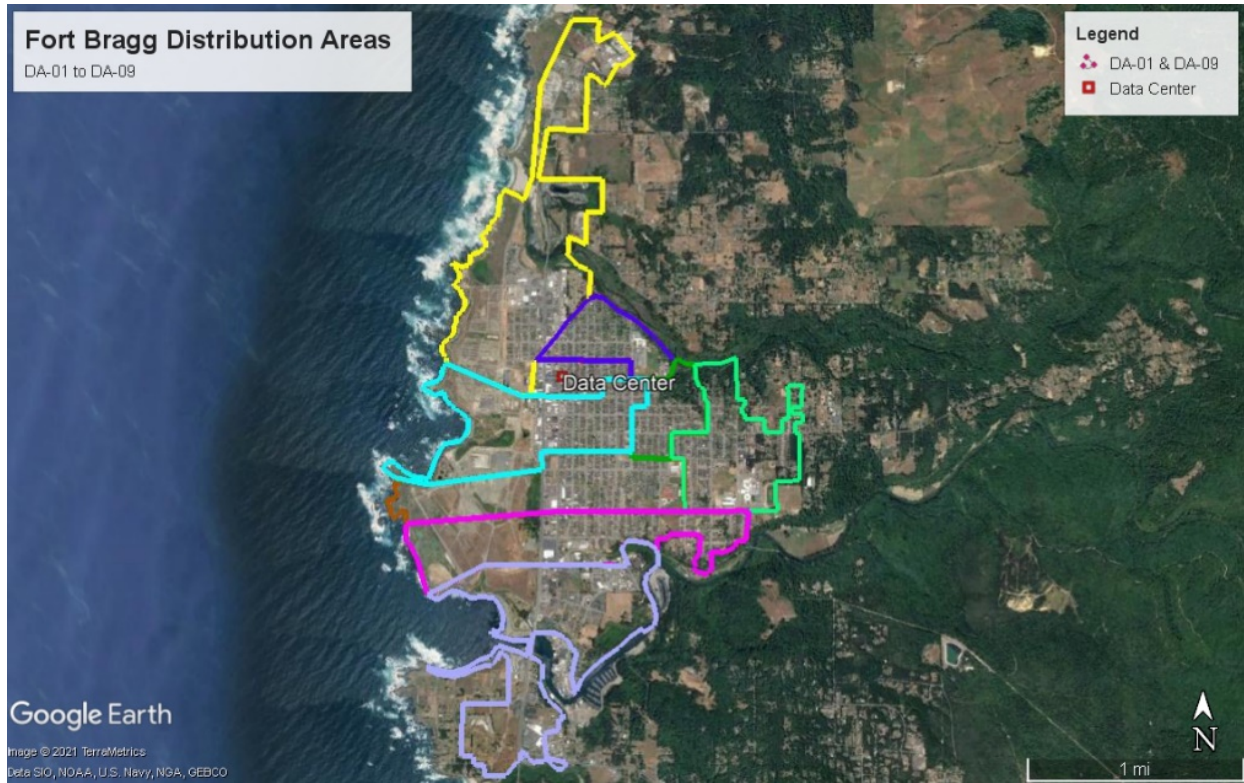 Fort Bragg Distribution Areas
DA-01 to DA-09
Legend
DA-01 & DA-09
Data Center
Data Center
Google Earth
Image © 2021 TerraMetrics
Data SIO, NOAA, U.S. Navy, NGA, GEBCO
N
1 mi